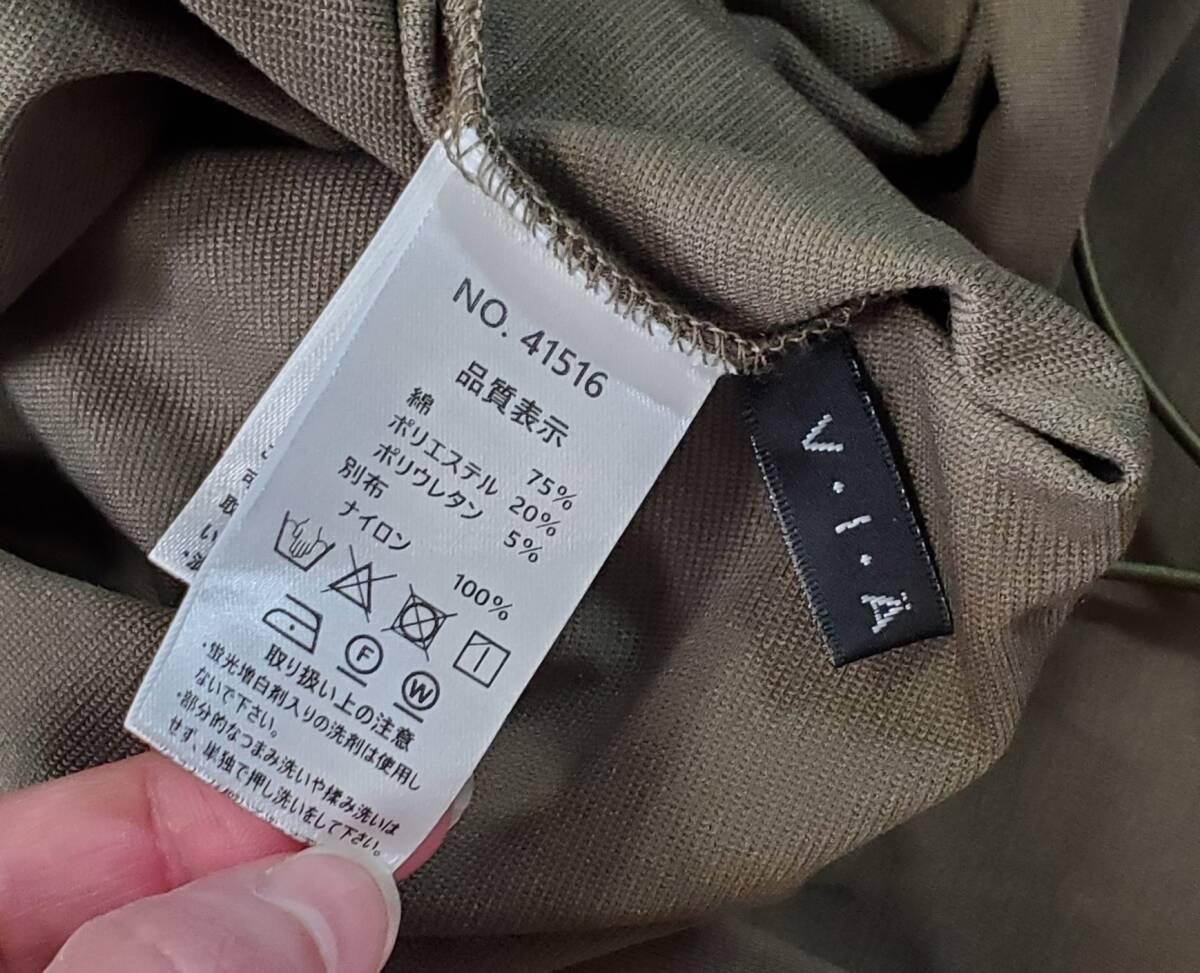 NO. 41516
品質表示
綿 75%
ポリエステル 20%
ポリウレタン 5%
別布
ナイロン 100%
F
W
取り扱い上の注意
・蛍光増白剤入りの洗剤は使用し
ないで下さい。
・部分的なつまみ洗いや揉み洗いは
せず、単独で押し洗いをして下さい。
V・I・A
可
取
い